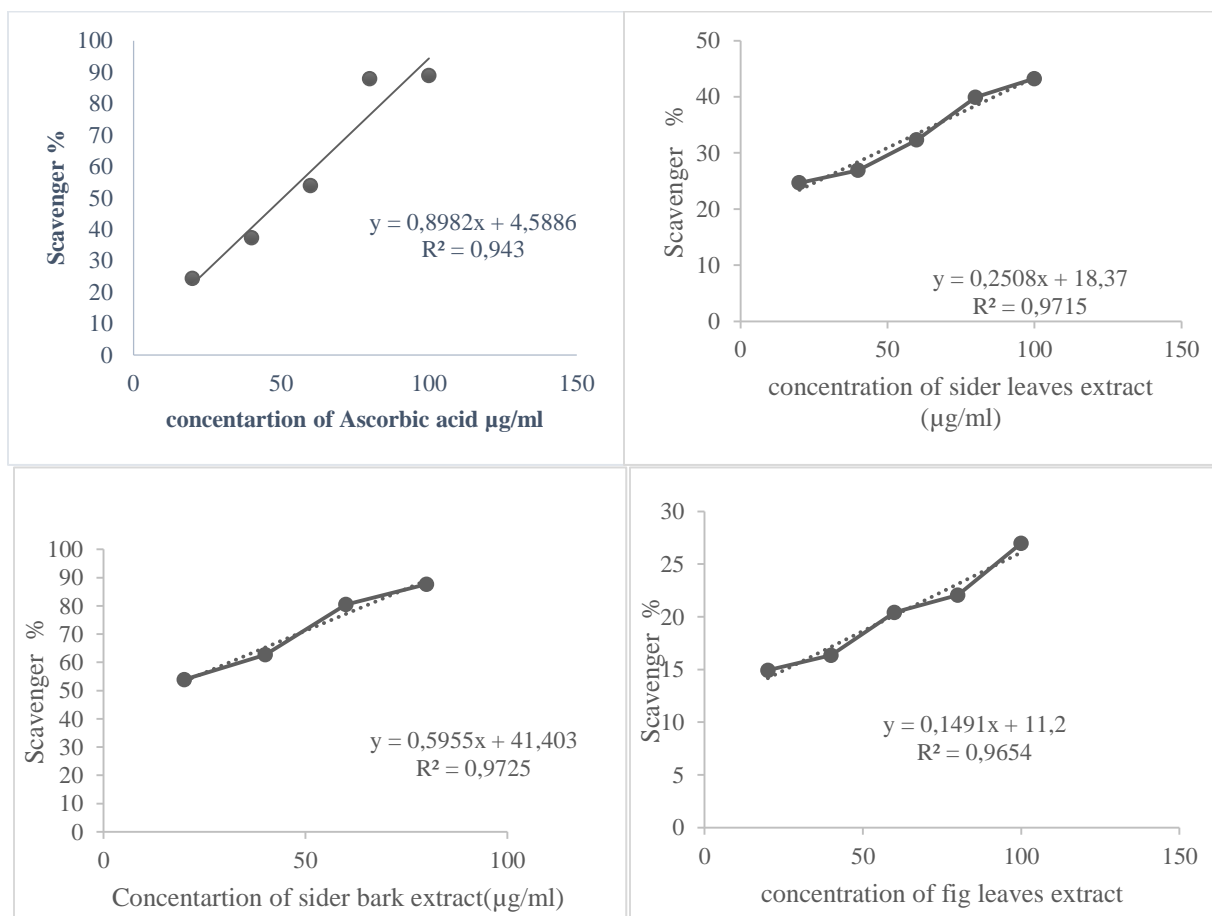 100
90
80
70
60
50
40
30
20
10
0
Scavenger %
y = 0,8982x + 4,5886
R² = 0,943
0 50 100 150
concentartion of Ascorbic acid µg/ml
50
40
30
20
10
0
Scavenger %
y = 0,2508x + 18,37
R² = 0,9715
0 50 100 150
concentration of sider leaves extract
(µg/ml)
100
90
80
70
60
50
40
30
20
10
0
Scavenger %
y = 0,5955x + 41,403
R² = 0,9725
0 50 100
Concentartion of sider bark extract(µg/ml)
30
25
20
15
10
5
0
Scavenger %
y = 0,1491x + 11,2
R² = 0,9654
0 50 100 150
concentration of fig leaves extract